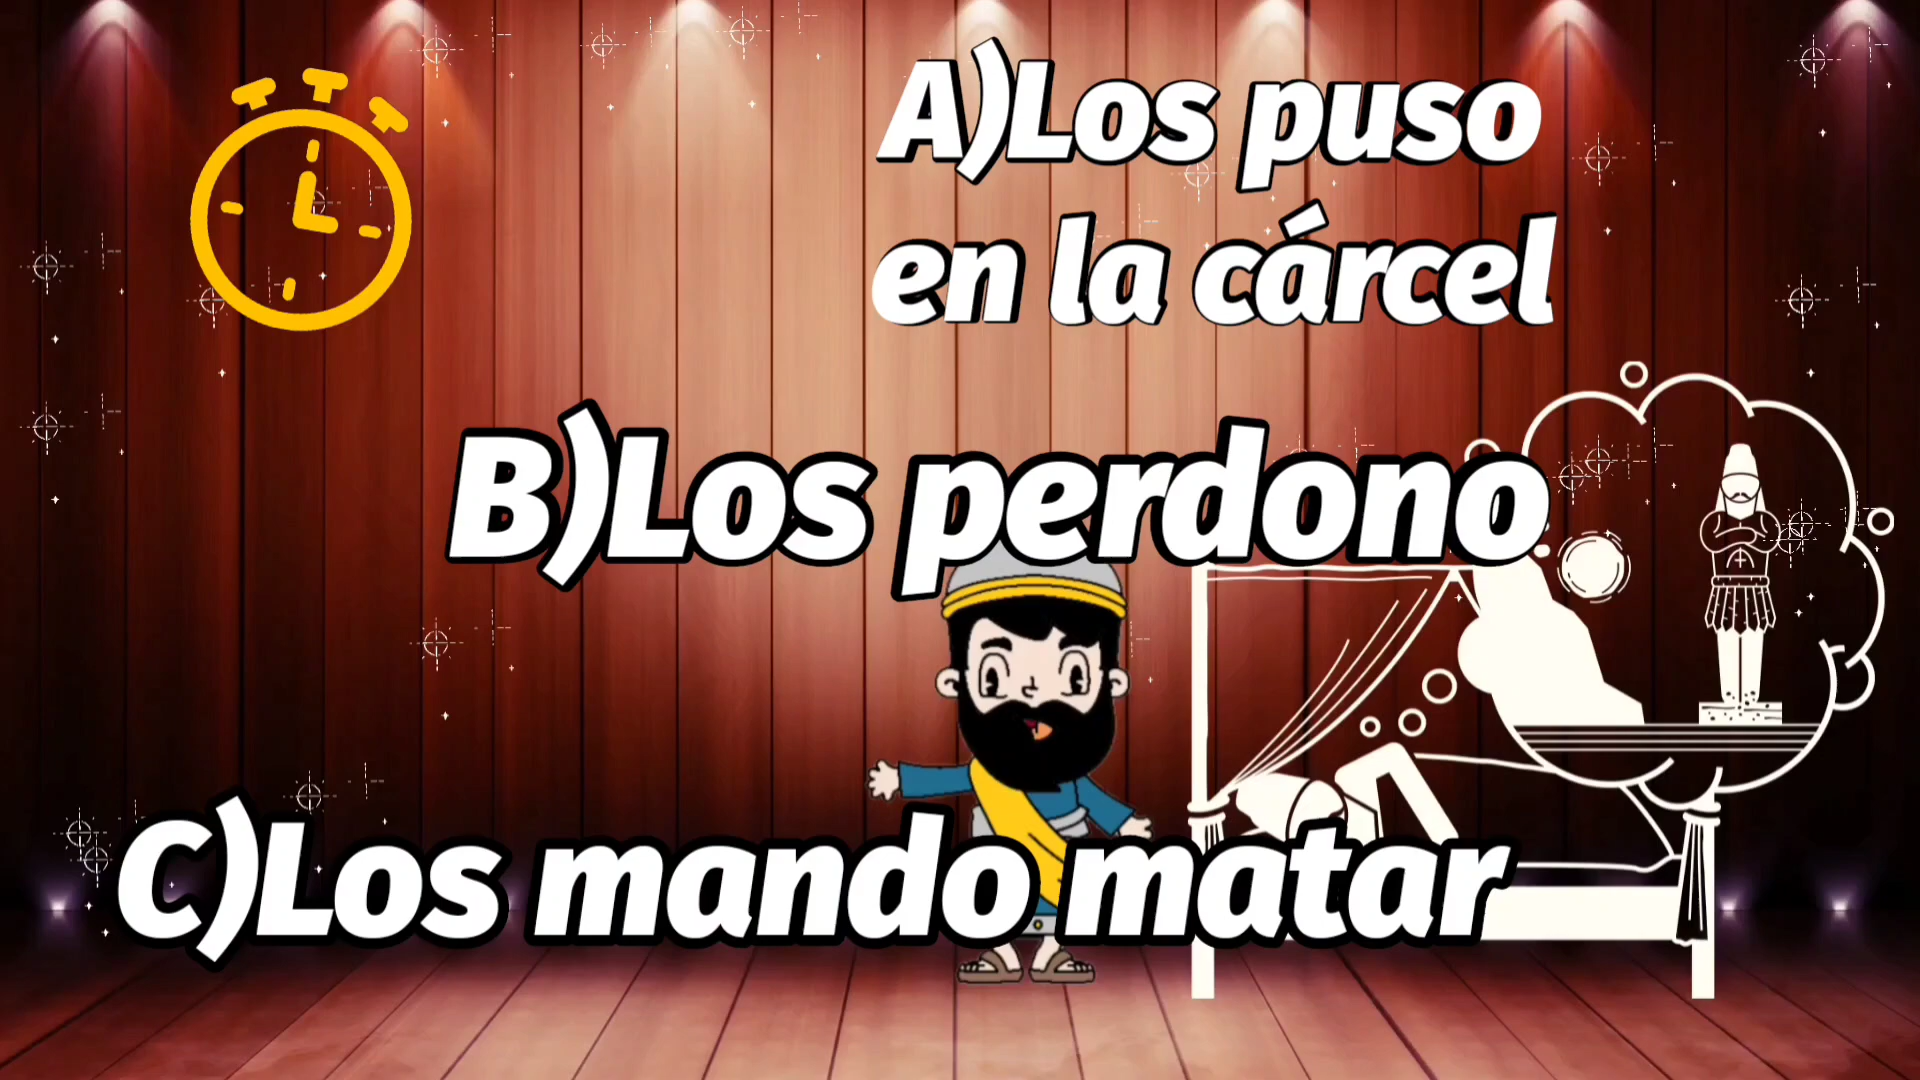 A)Los puso
en la cárcel
B)Los perdono
C)Los mando matar